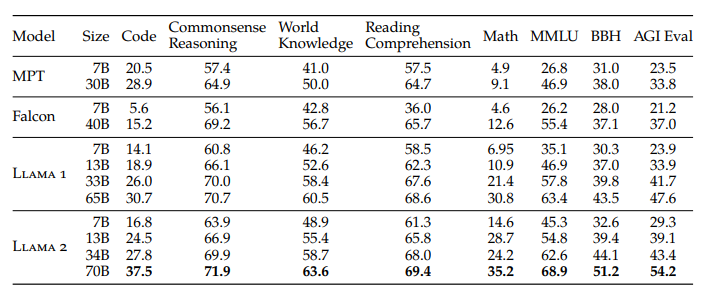 Model Size Code Commonsense Reasoning World Knowledge Reading Comprehension Math MMLU BBH AGI Eval
MPT 7B 20.5 57.4 41.0 57.5 4.9 26.8 31.0 23.5
30B 28.9 64.9 50.0 64.7 9.1 46.9 38.0 33.8
Falcon 7B 5.6 56.1 42.8 36.0 4.6 26.2 28.0 21.2
40B 15.2 69.2 56.7 65.7 12.6 55.4 37.1 37.0
LLAMA 1 7B 14.1 60.8 46.2 58.5 6.95 35.1 30.3 23.9
13B 18.9 66.1 52.6 62.3 10.9 46.9 37.0 33.9
33B 26.0 70.0 58.4 67.6 21.4 57.8 39.8 41.7
65B 30.7 70.7 60.5 68.6 30.8 63.4 43.5 47.6
LLAMA 2 7B 16.8 63.9 48.9 61.3 14.6 45.3 32.6 29.3
13B 24.5 66.9 55.4 65.8 28.7 54.8 39.4 39.1
34B 27.8 69.9 58.7 68.0 24.2 62.6 44.1 43.4
70B 37.5 71.9 63.6 69.4 35.2 68.9 51.2 54.2